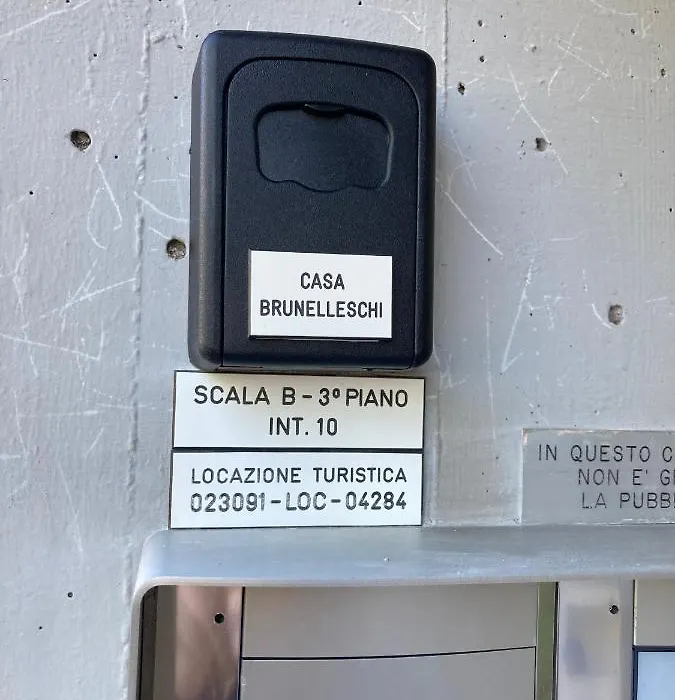 CASA
BRUNELLESCHI
SCALA B - 3º PIANO
INT. 10
LOCAZIONE TURISTICA
023091-LOC-04284
IN QUESTO
NON E'
LA